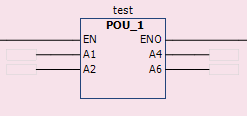 test
POU_1
EN ENO
A1 A4
A2 A6